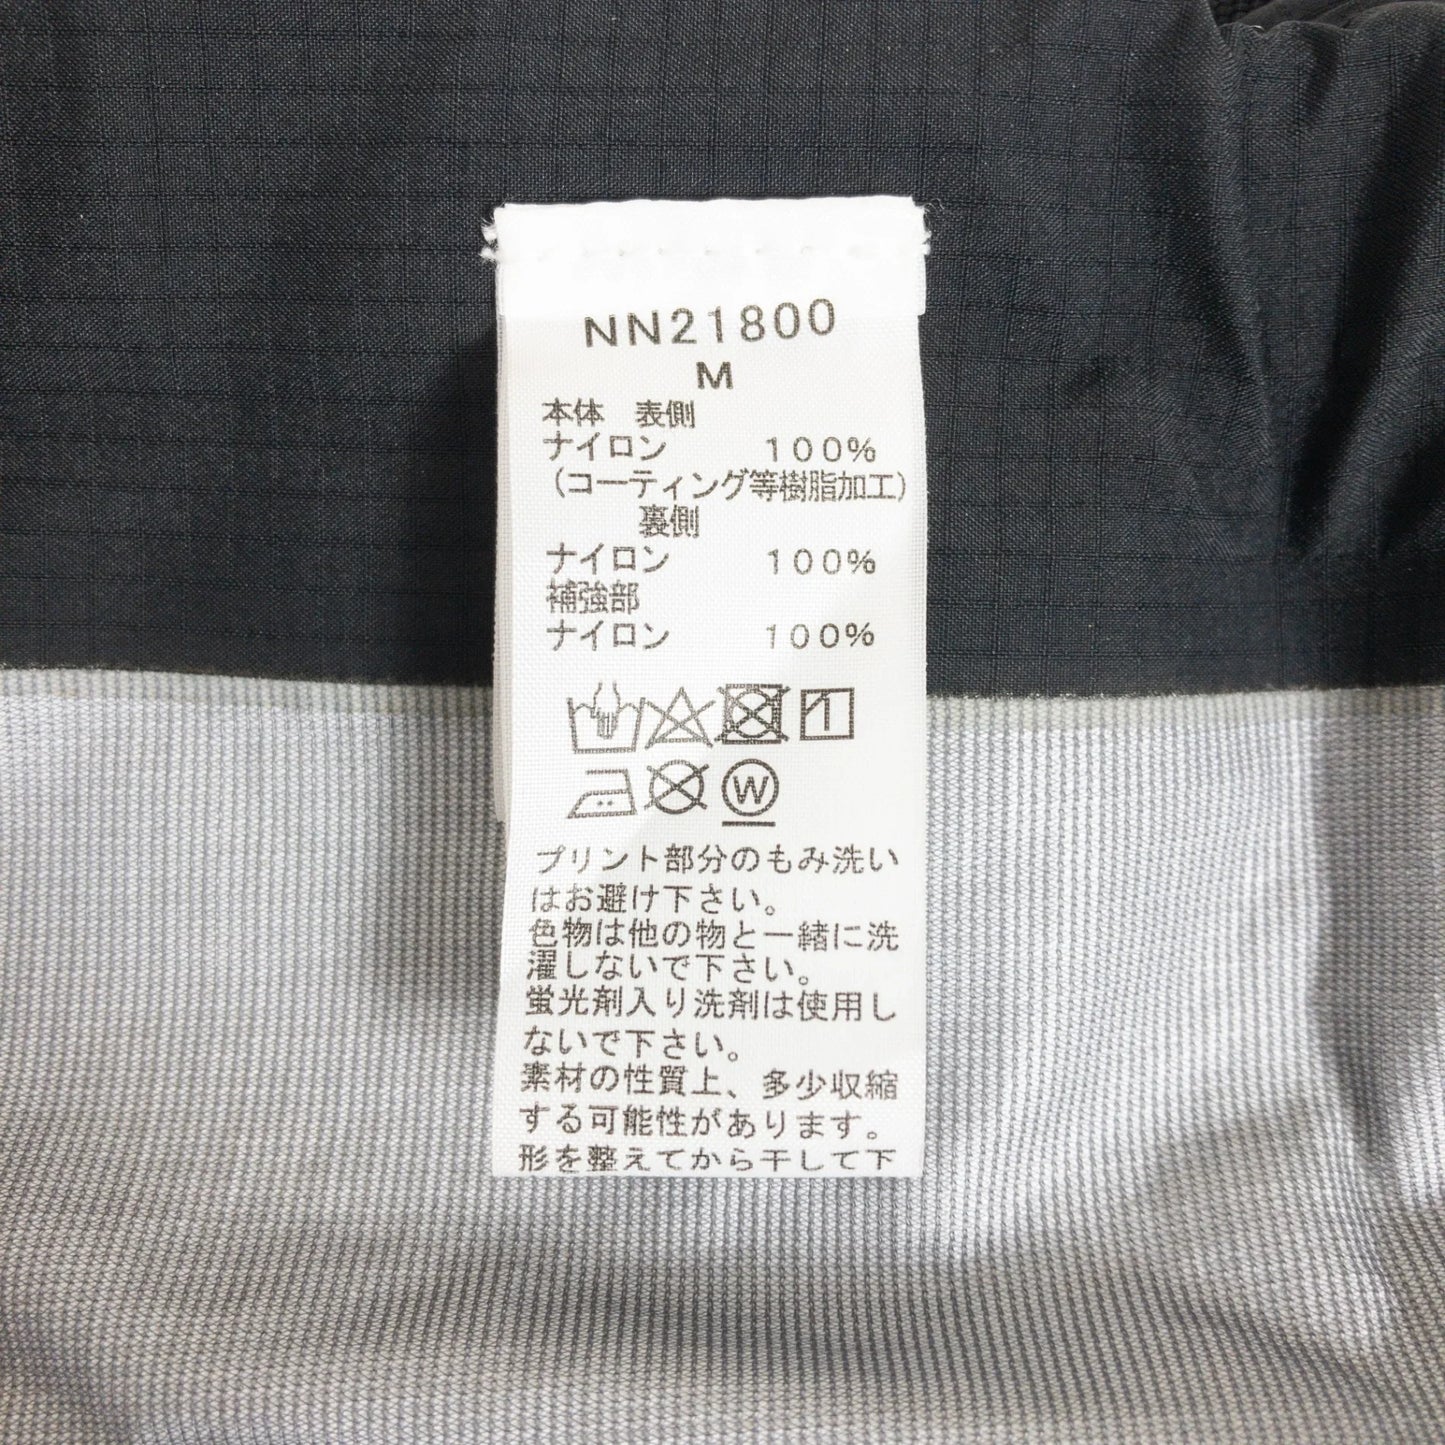 NN21800
M
本体　表側
ナイロン　　　100%
(コーティング等樹脂加工)
裏側
ナイロン　　　100%
補強部
ナイロン　　　100%
W
プリント部分のもみ洗い
はお避け下さい。
色物は他の物と一緒に洗
濯しないで下さい。
蛍光剤入り洗剤は使用し
ないで下さい。
素材の性質上、多少収縮
する可能性があります。
形を整えてから干して下